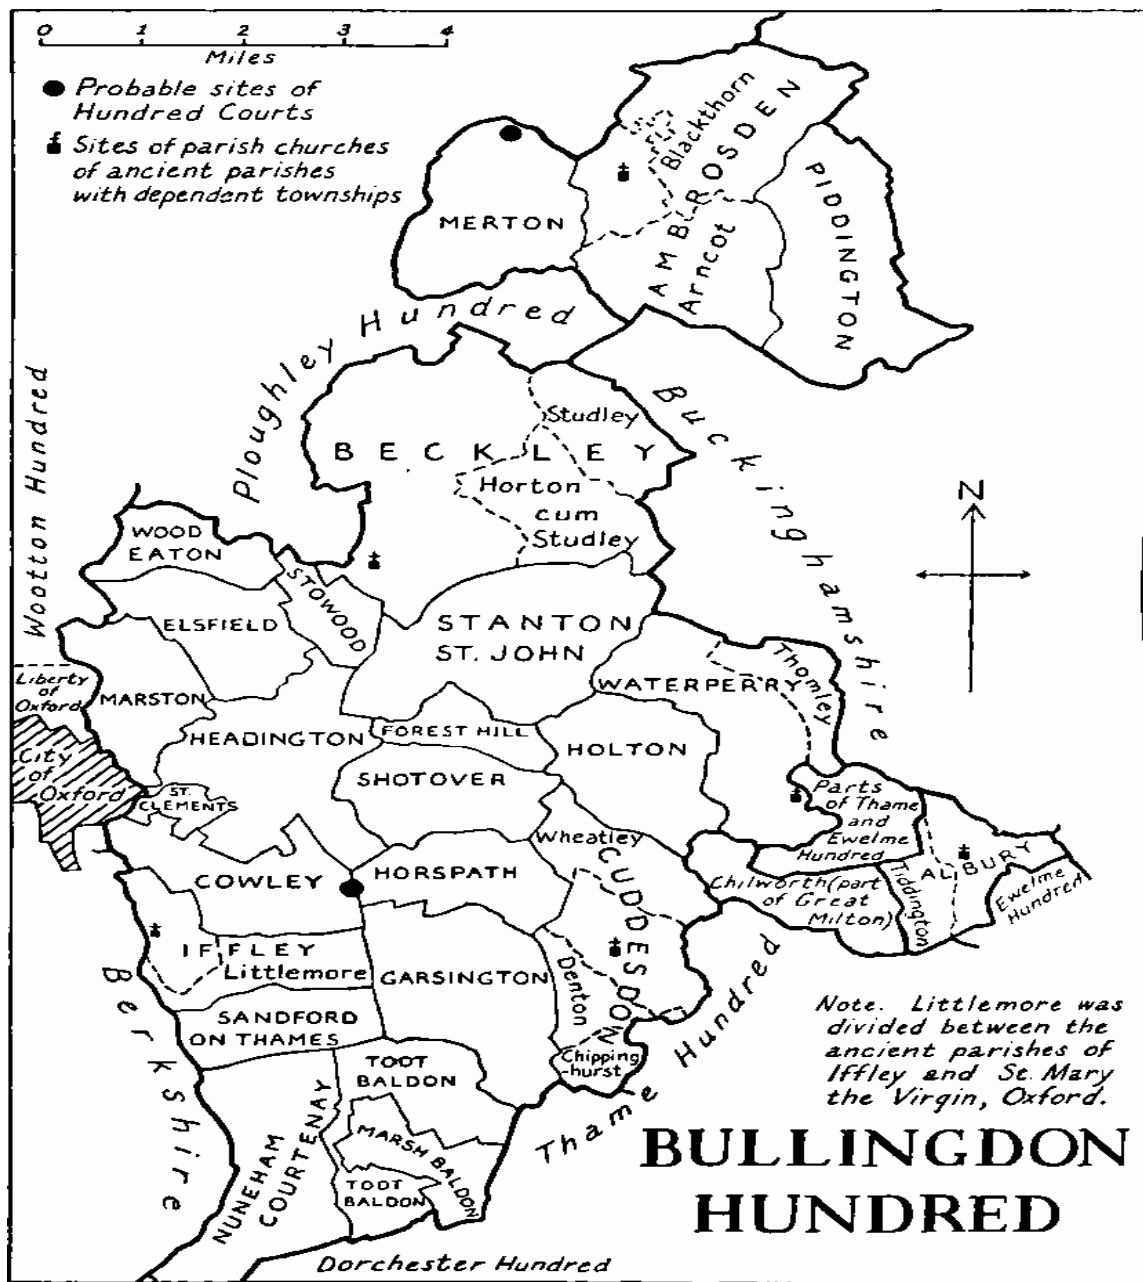 0 1 2 3 4
Miles
Probable sites of
Hundred Courts
Sites of parish churches
of ancient parishes
with dependent townships
Blackthorn
AMBROSDEN
MERTON
Arncot
PIDDINGTON
Ploughley Hundred
Buckinghamshire
Wootton Hundred
Studley
BECKLEY
Horton
cum
Studley
N
WOOD
EATON
STOWOOD
ELSFIELD
STANTON
ST. JOHN
Thomley
WATERPERRY
Liberty
of
Oxford
MARSTON
HEADINGTON
FOREST HILL
HOLTON
City
of
Oxford
ST.
CLEMENTS
SHOTOVER
Parts
of Thame
and
Ewelme
Hundred
Wheatley
ALBURY
COWLEY
HORSPATH
CUDDESDON
Chilworth (part
of Great
Milton)
Tiddington
Ewelme
Hundred
IFFLEY
Littlemore
GARSINGTON
Denton
Berkshire
SANDFORD
ON THAMES
Chipping
-hurst
Thame Hundred
TOOT
BALDON
NUNEHAM
COURTENAY
MARSH BALDON
TOOT
BALDON
Note. Littlemore was
divided between the
ancient parishes of
Iffley and St. Mary
the Virgin, Oxford.
BULLINGDON
HUNDRED
Dorchester Hundred